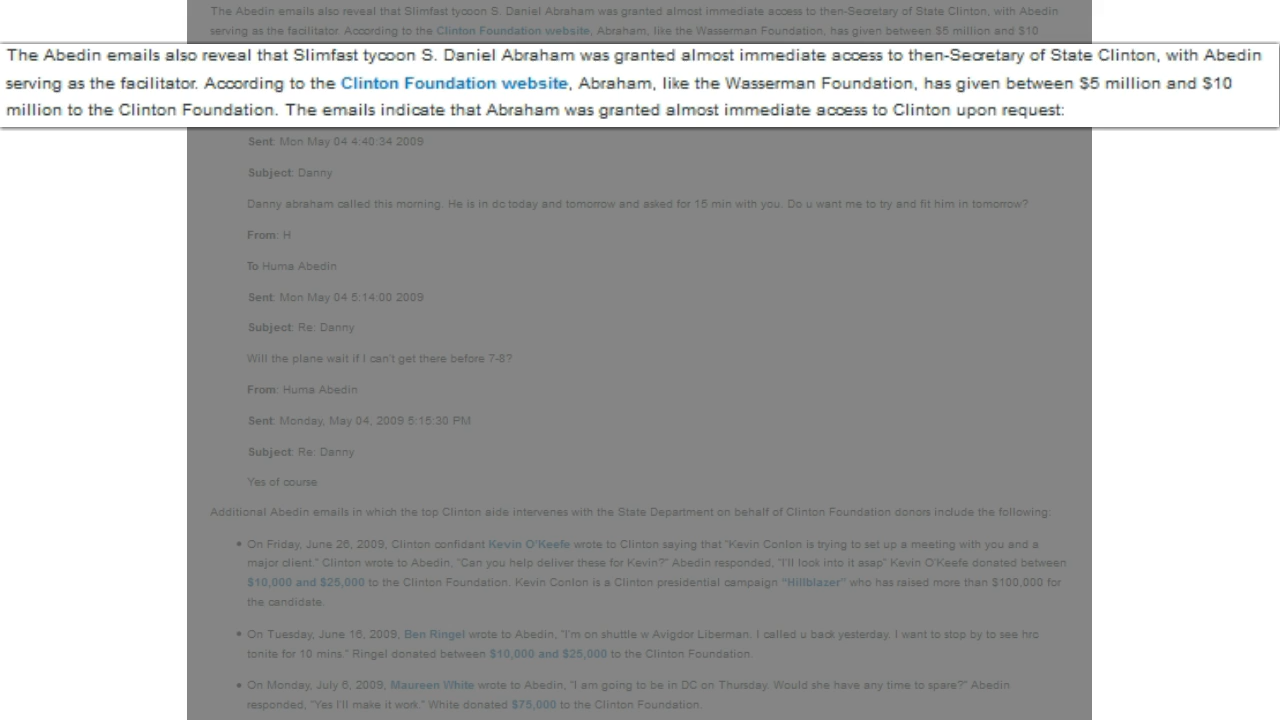 The Abedin emails also reveal that Slimfast tycoon S. Daniel Abraham was granted almost immediate access to then-Secretary of State Clinton, with Abedin
serving as the facilitator. According to the Clinton Foundation website, Abraham, like the Wasserman Foundation, has given between $5 million and $10
The Abedin emails also reveal that Slimfast tycoon S. Daniel Abraham was granted almost immediate access to then-Secretary of State Clinton, with Abedin
serving as the facilitator. According to the Clinton Foundation website, Abraham, like the Wasserman Foundation, has given between $5 million and $10
million to the Clinton Foundation. The emails indicate that Abraham was granted almost immediate access to Clinton upon request:
Sent: Mon May 04 4:40:34 2009
Subject: Danny
Danny abraham called this morning. He is in dc today and tomorrow and asked for 15 min with you. Do u want me to try and fit him in tomorrow?
From: H
To Huma Abedin
Sent: Mon May 04 5:14:00 2009
Subject: Re: Danny
Will the plane wait if I can't get there before 7-8?
From: Huma Abedin
Sent: Monday, May 04, 2009 5:15:30 PM
Subject: Re: Danny
Yes of course
Additional Abedin emails in which the top Clinton aide intervenes with the State Department on behalf of Clinton Foundation donors include the following:
• On Friday, June 26, 2009, Clinton confidant Kevin O'Keefe wrote to Clinton saying that "Kevin Conlon is trying to set up a meeting with you and a
major client." Clinton wrote to Abedin, "Can you help deliver these for Kevin?" Abedin responded, "I'll look into it asap" Kevin O'Keefe donated between
$10,000 and $25,000 to the Clinton Foundation. Kevin Conlon is a Clinton presidential campaign "Hillblazer" who has raised more than $100,000 for
the candidate.
• On Tuesday, June 16, 2009, Ben Ringel wrote to Abedin, "I'm on shuttle w Avigdor Liberman. I called u back yesterday. I want to stop by to see hrc
tonite for 10 mins." Ringel donated between $10,000 and $25,000 to the Clinton Foundation.
• On Monday, July 6, 2009, Maureen White wrote to Abedin, "I am going to be in DC on Thursday. Would she have any time to spare?" Abedin
responded, "Yes I'll make it work." White donated $75,000 to the Clinton Foundation.